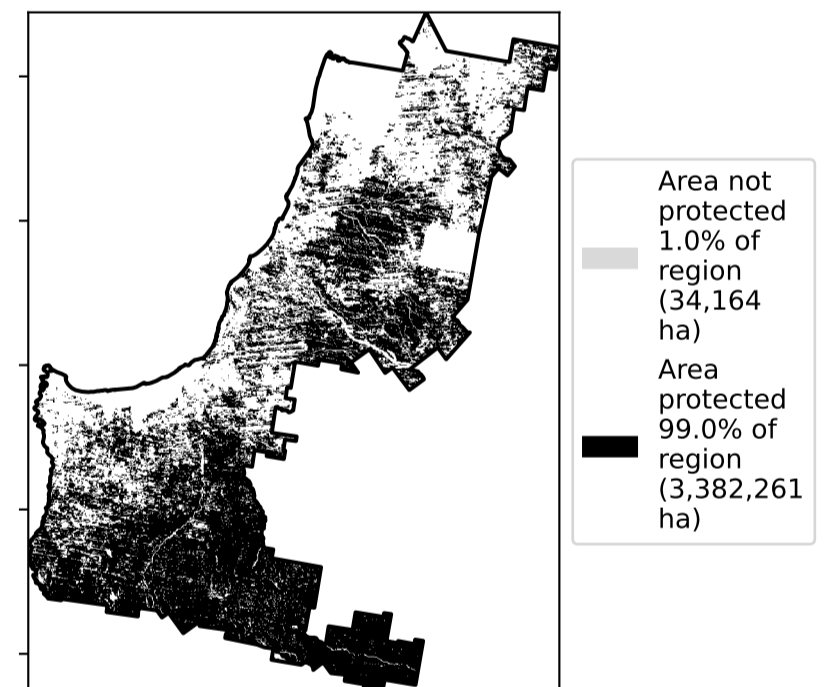 Area not
protected
1.0% of
region
(34,164
ha)
Area
protected
99.0% of
region
(3,382,261
ha)